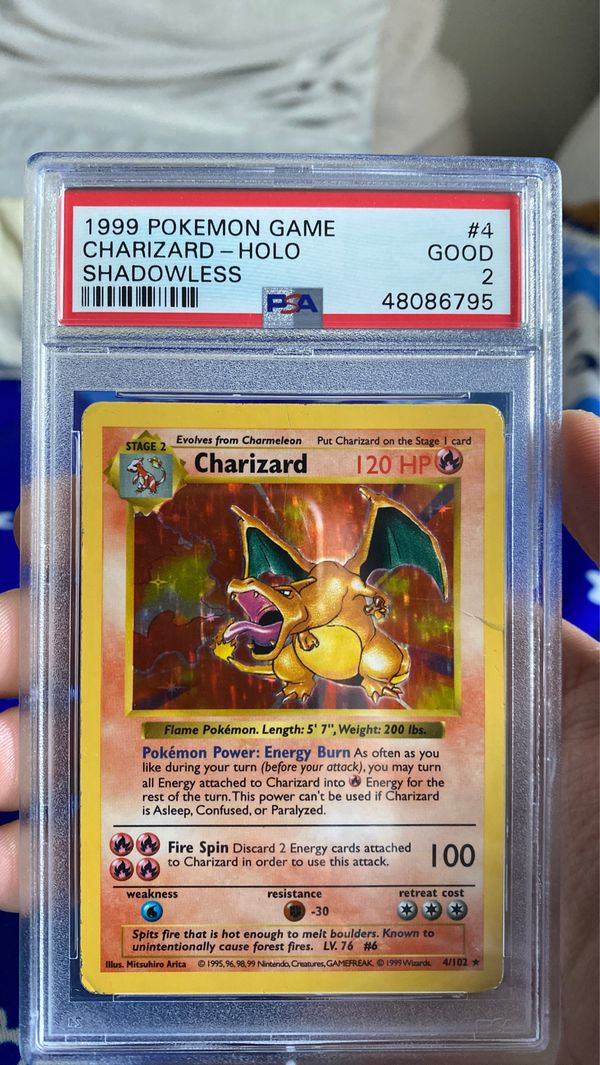 1999 POKEMON GAME #4
CHARIZARD – HOLO GOOD
SHADOWLESS 2
PSA 48086795
STAGE 2 Evolves from Charmeleon Put Charizard on the Stage 1 card
Charizard 120 HP
Flame Pokémon. Length: 5' 7", Weight: 200 lbs.
Pokémon Power: Energy Burn As often as you
like during your turn (before your attack), you may turn
all Energy attached to Charizard into Energy for the
rest of the turn. This power can't be used if Charizard
is Asleep, Confused, or Paralyzed.
Fire Spin Discard 2 Energy cards attached
to Charizard in order to use this attack. 100
weakness resistance retreat cost
-30
Spits fire that is hot enough to melt boulders. Known to
unintentionally cause forest fires. LV. 76 #6
Illus. Mitsuhiro Arita © 1995, 96, 98, 99 Nintendo, Creatures, GAMEFREAK. © 1999 Wizards. 4/102 ★